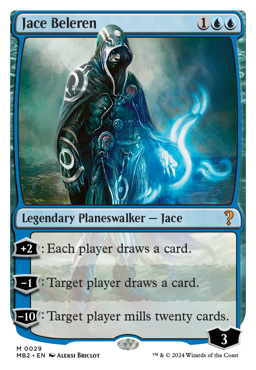 Jace Beleren 1
Legendary Planeswalker — Jace ?
+2 : Each player draws a card.
−1 : Target player draws a card.
−10 : Target player mills twenty cards.
3
M 0029
MB2 • EN ALEKSI BRICLOT ™ & © 2024 Wizards of the Coast